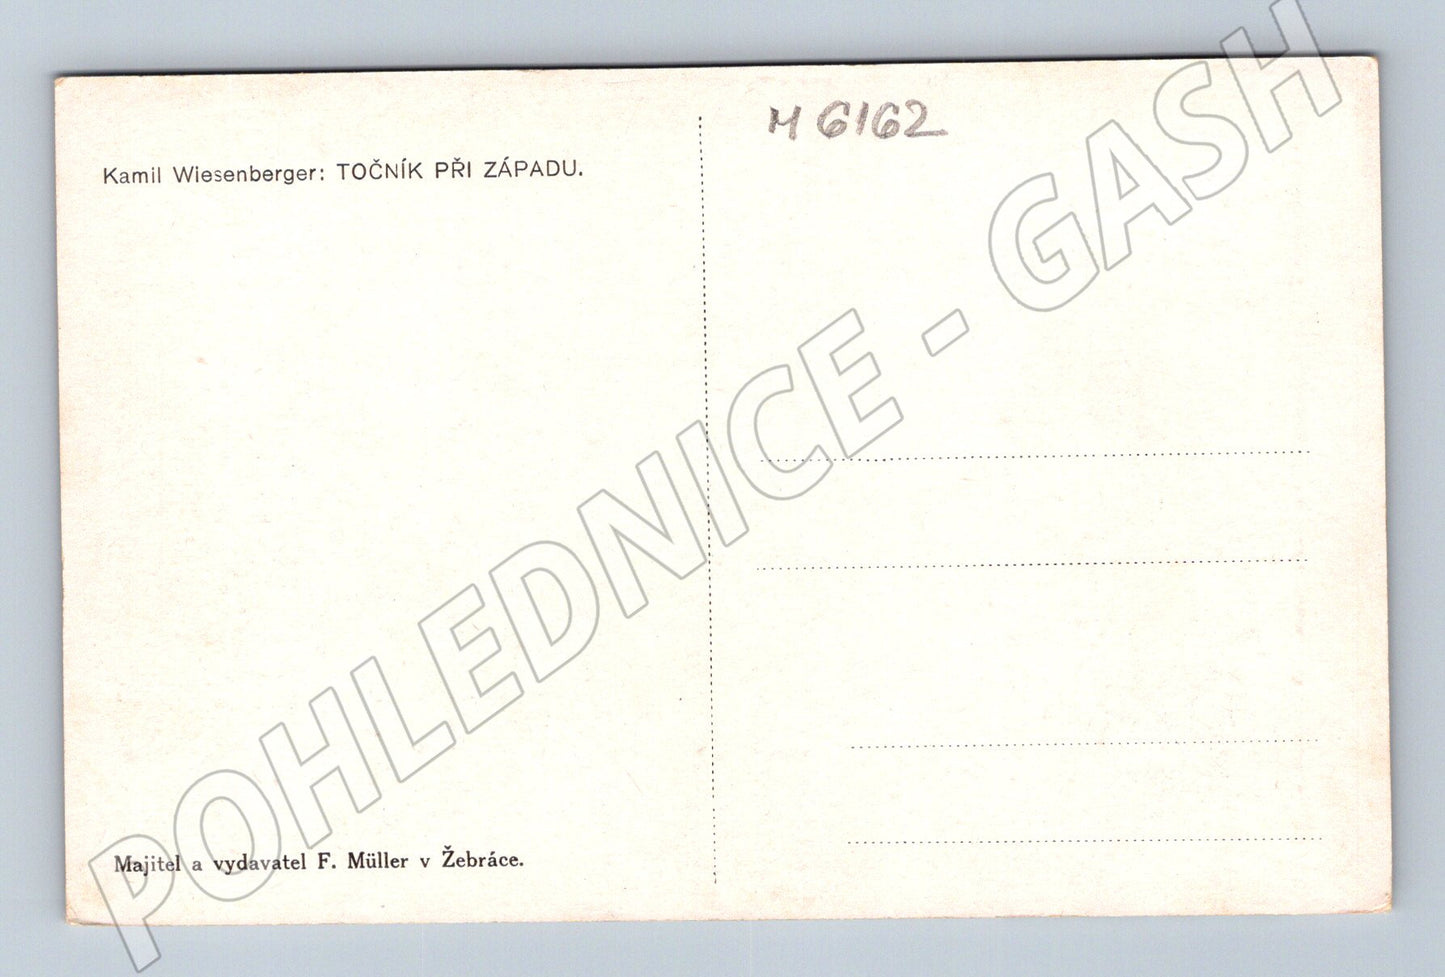 M 6162
Kamil Wiesenberger: TOČNÍK PŘI ZÁPADU.
POHLEDNICE - GASH
Majitel a vydavatel F. Müller v Žebráce.